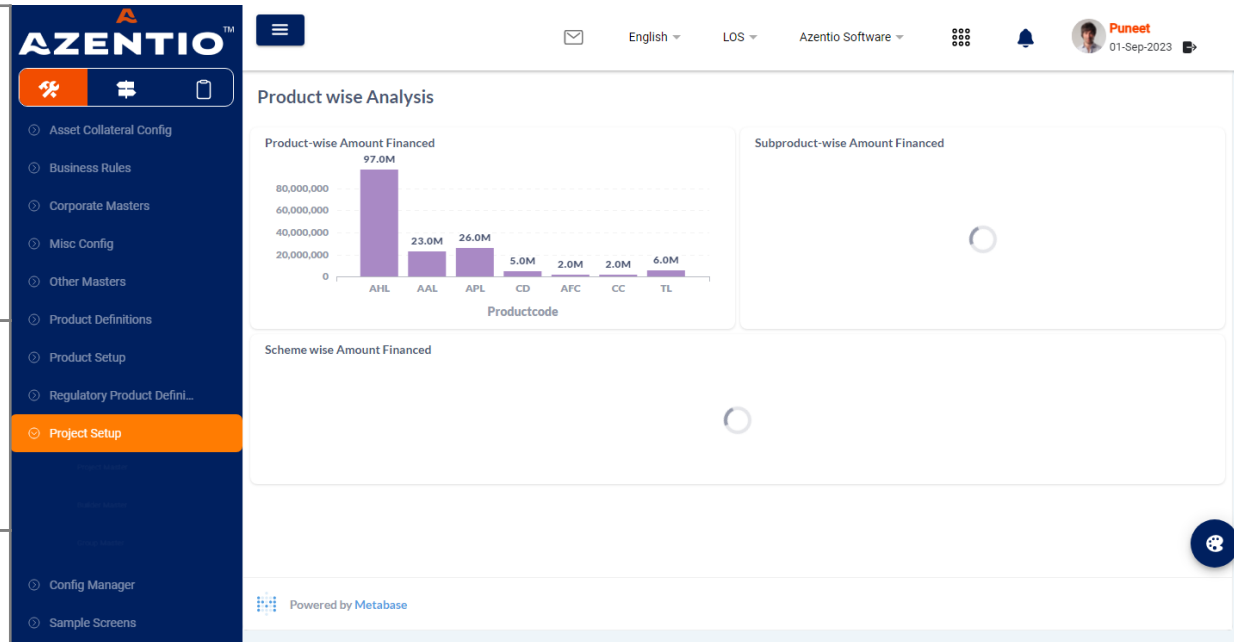 AZENTIO™
English
LOS
Azentio Software
Puneet
01-Sep-2023
Asset Collateral Config
Business Rules
Corporate Masters
Misc Config
Other Masters
Product Definitions
Product Setup
Regulatory Product Defini...
Project Setup
Config Manager
Sample Screens
Product wise Analysis
Product-wise Amount Financed
97.0M
80,000,000
60,000,000
40,000,000
20,000,000
0
23.0M
26.0M
5.0M
2.0M
2.0M
6.0M
AHL
AAL
APL
CD
AFC
CC
TL
Productcode
Subproduct-wise Amount Financed
Scheme wise Amount Financed
Powered by Metabase